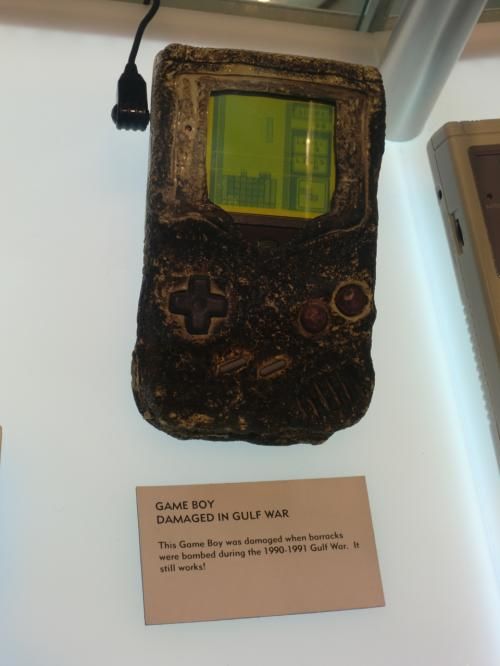 GAME BOY
DAMAGED IN GULF WAR
This Game Boy was damaged when barracks
were bombed during the 1990-1991 Gulf War. It
still works!